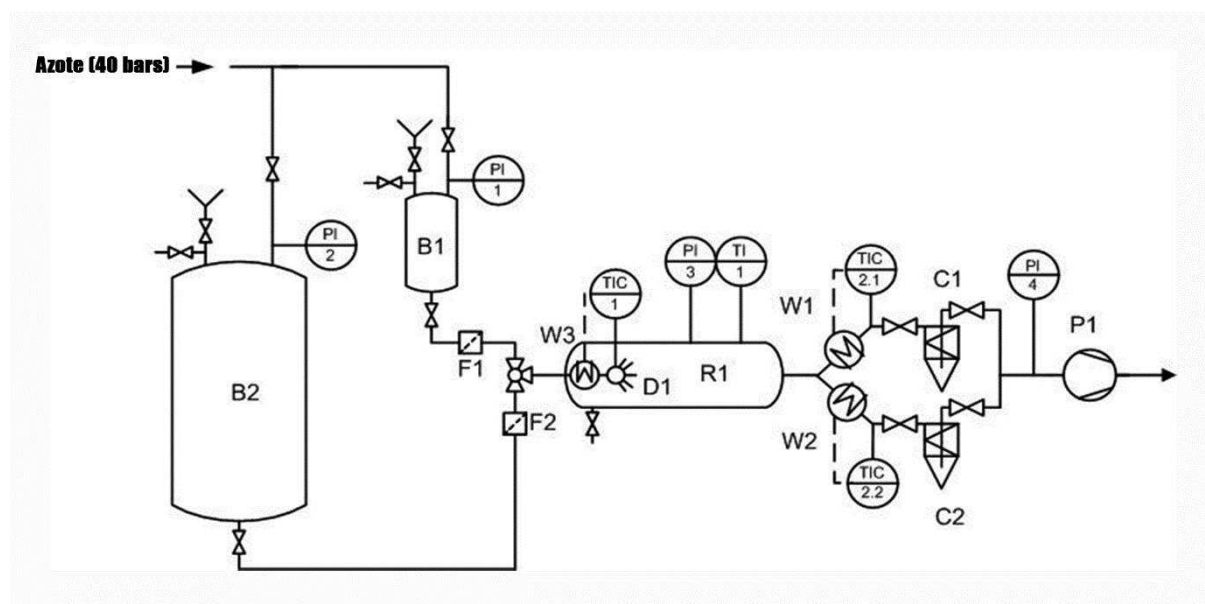 Azote (40 bars)
PI
1
PI
2
B1
B2
F1
F2
W3
TIC
1
D1
PI
3
TI
1
R1
W1
TIC
2.1
C1
PI
4
P1
W2
TIC
2.2
C2